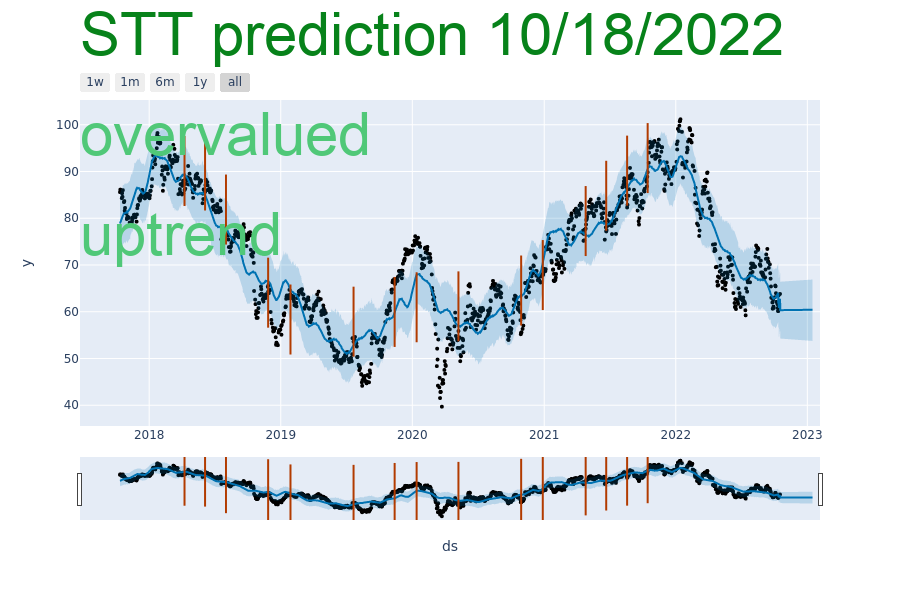 STT prediction 10/18/2022
1w 1m 6m 1y all
overvalued
uptrend
100
90
80
70
60
50
40
y
2018 2019 2020 2021 2022 2023
ds